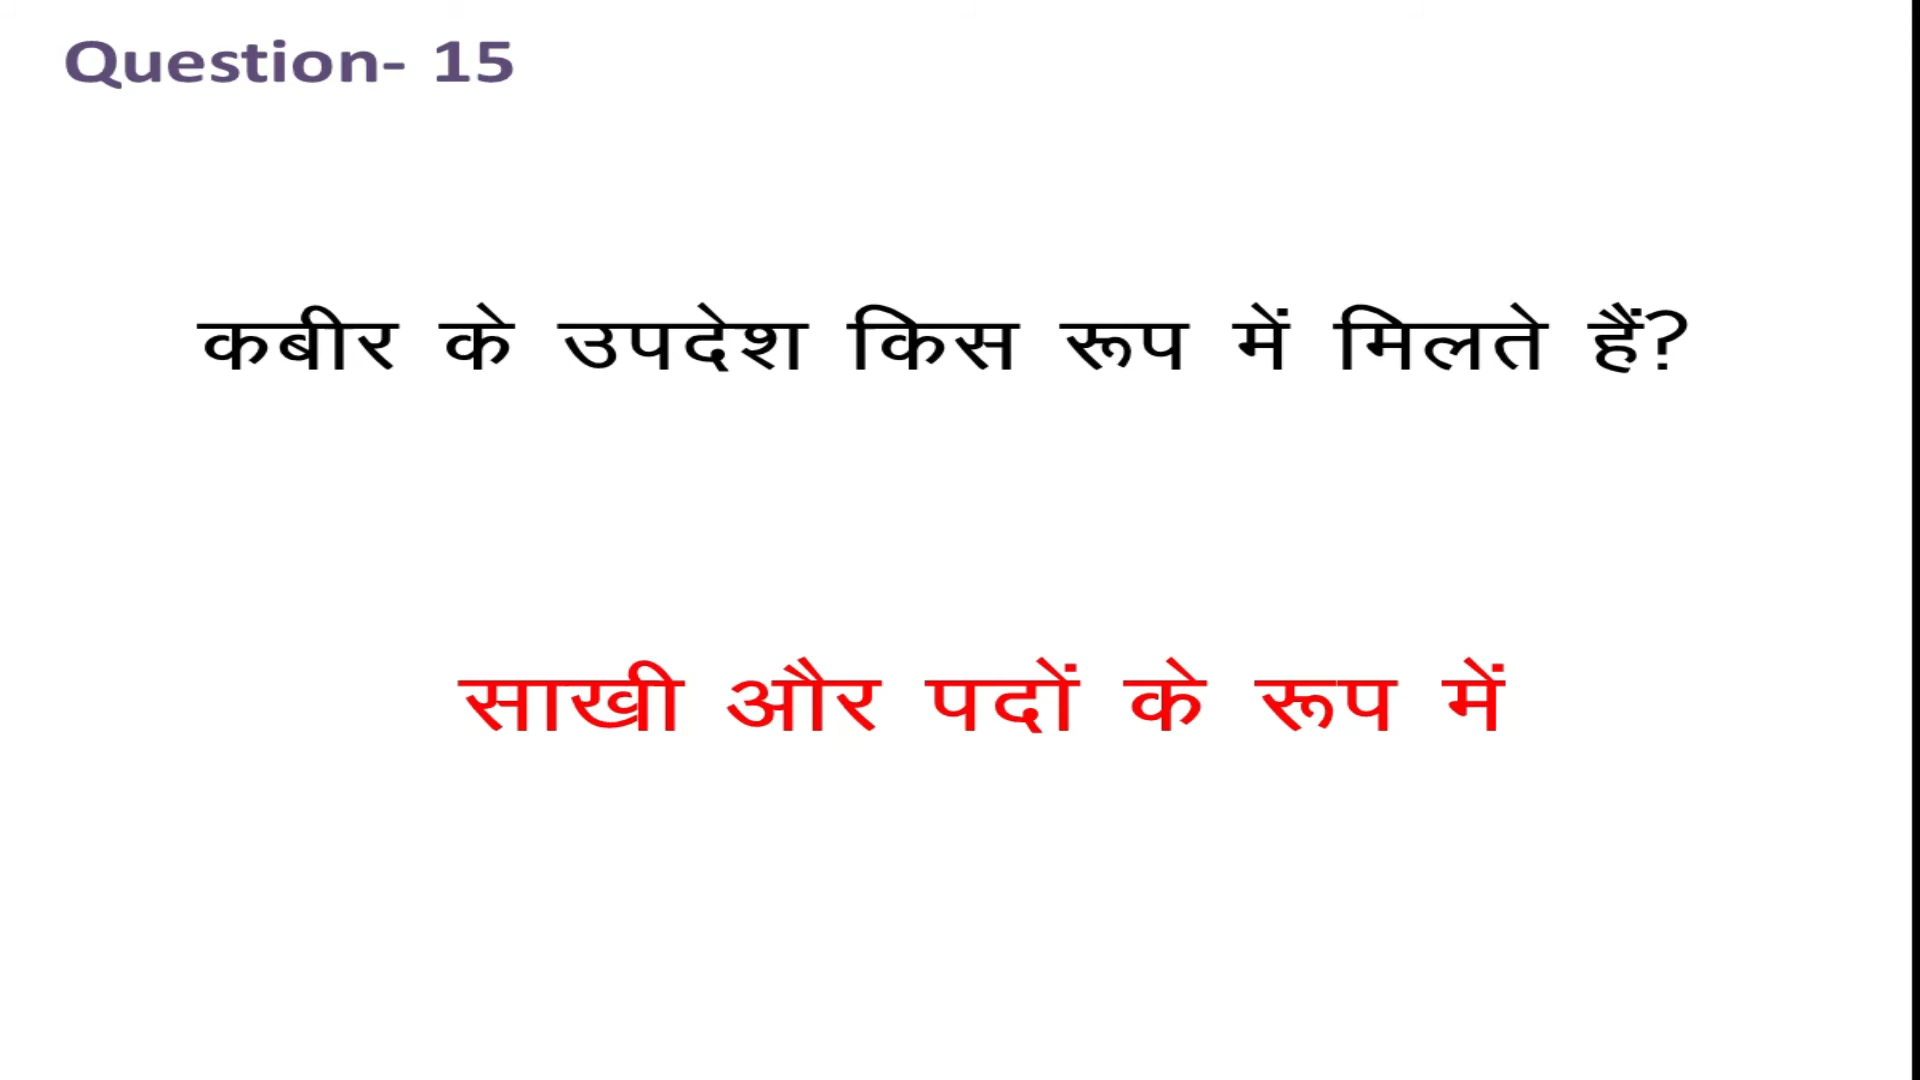 Question- 15
कबीर के उपदेश किस रूप में मिलते हैं?
साखी और पदों के रूप में